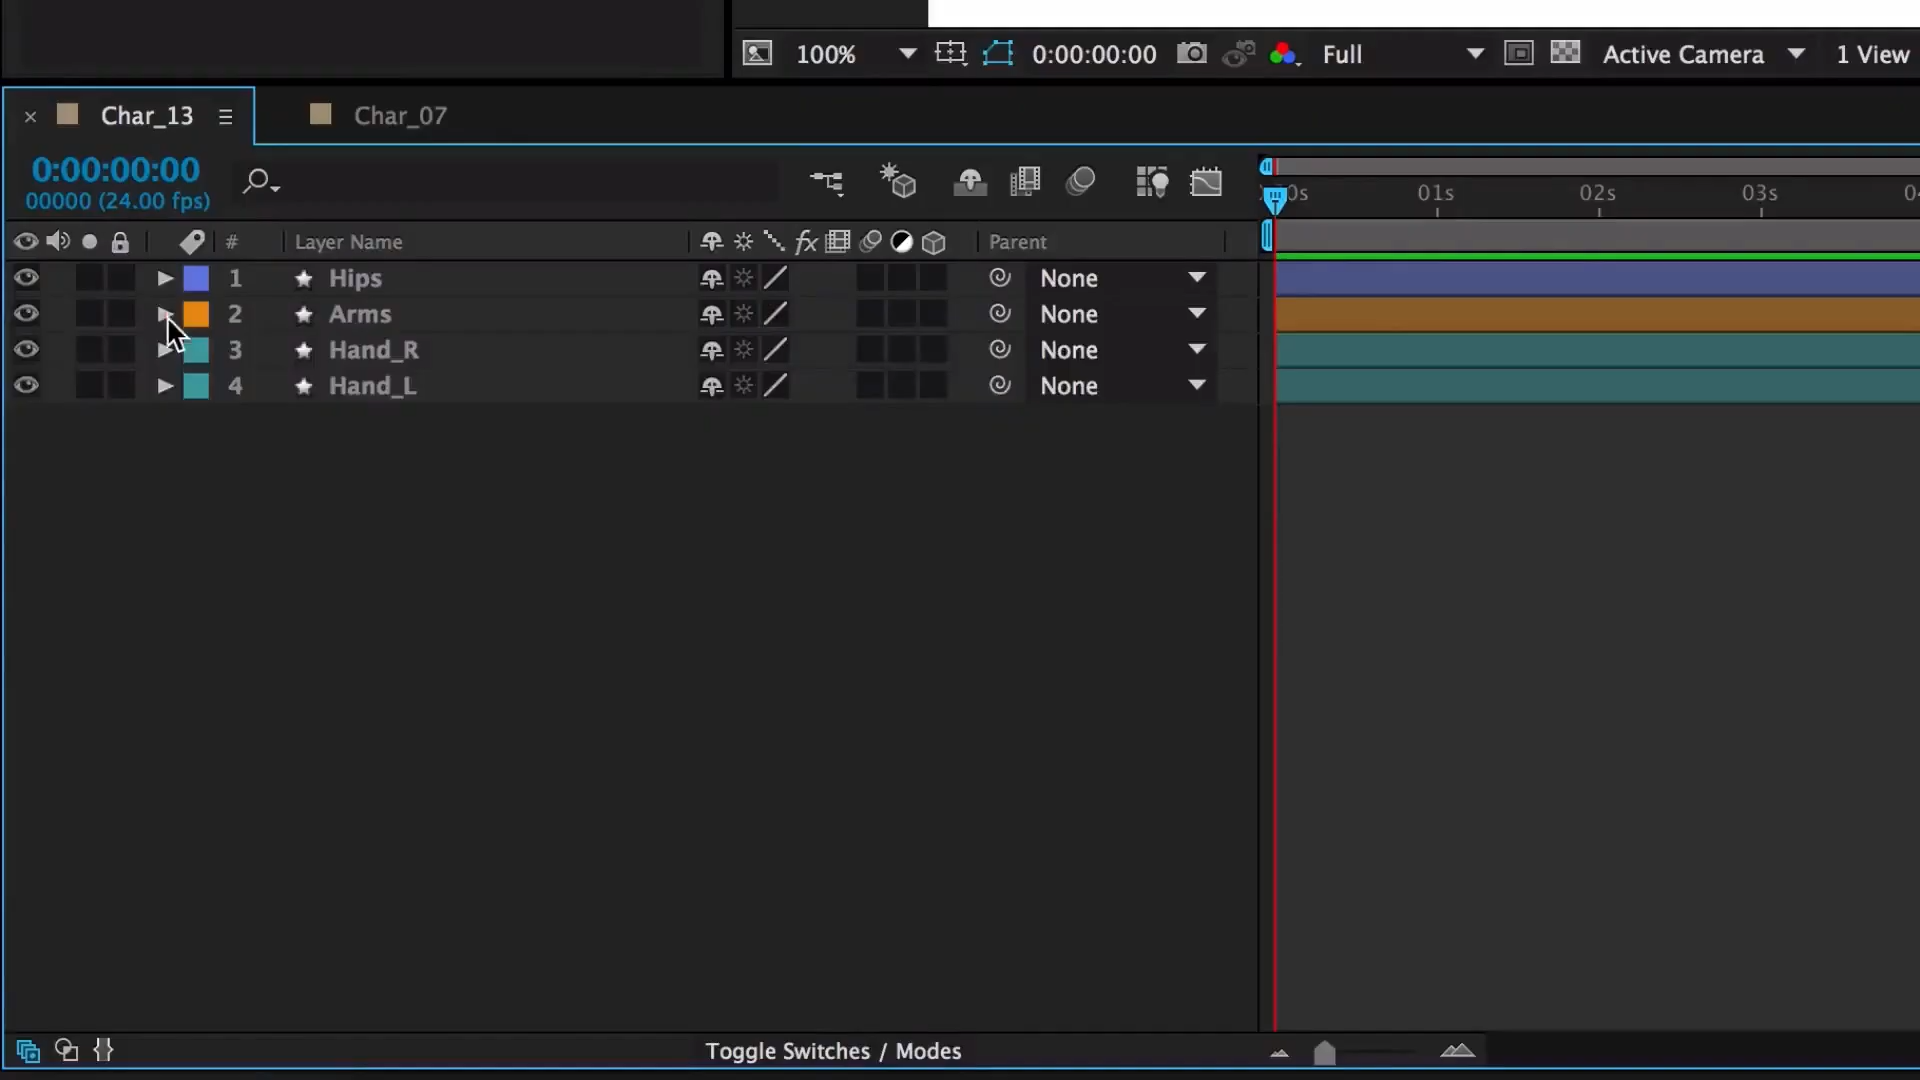 100% 0:00:00:00 Full Active Camera 1 View
Char_13 Char_07
0:00:00:00
00000 (24.00 fps)
0s 01s 02s 03s
# Layer Name fx Parent
1 Hips None
2 Arms None
3 Hand_R None
4 Hand_L None
Toggle Switches / Modes